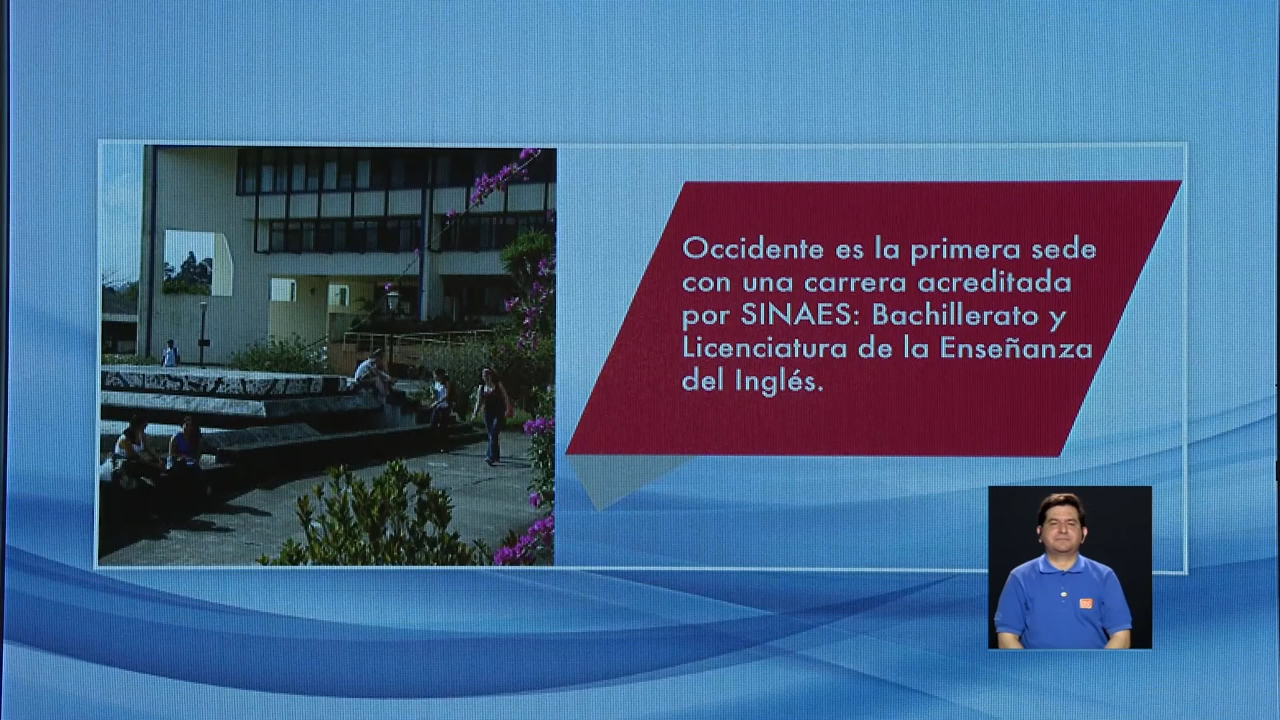 Occidente es la primera sede
con una carrera acreditada
por SINAES: Bachillerato y
Licenciatura de la Enseñanza
del Inglés.